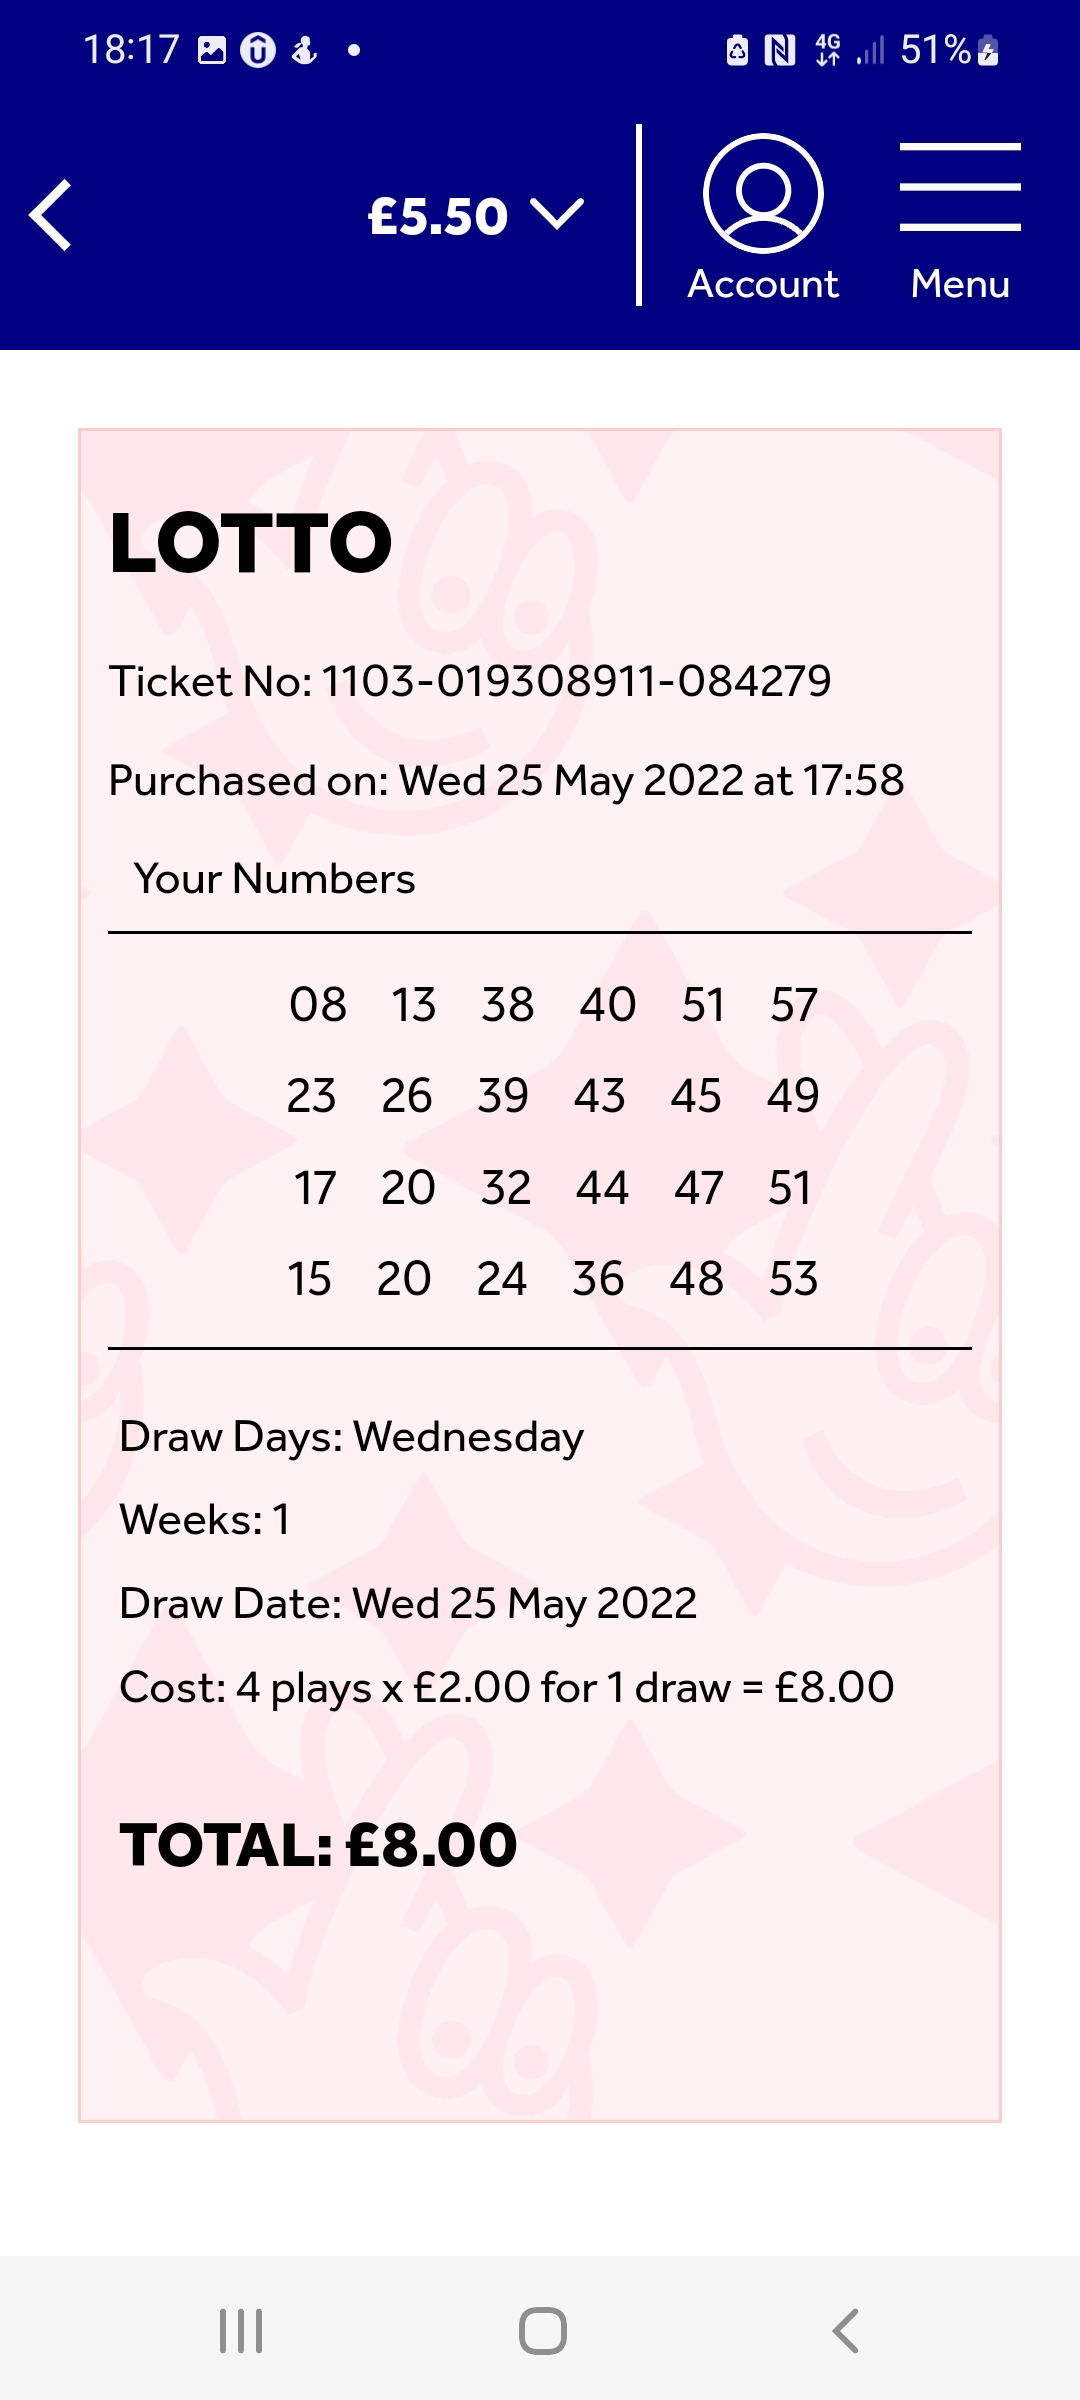 18:17 4G 51%
£5.50
Account Menu
LOTTO
Ticket No: 1103-019308911-084279
Purchased on: Wed 25 May 2022 at 17:58
Your Numbers
08 13 38 40 51 57
23 26 39 43 45 49
17 20 32 44 47 51
15 20 24 36 48 53
Draw Days: Wednesday
Weeks: 1
Draw Date: Wed 25 May 2022
Cost: 4 plays x £2.00 for 1 draw = £8.00
TOTAL: £8.00